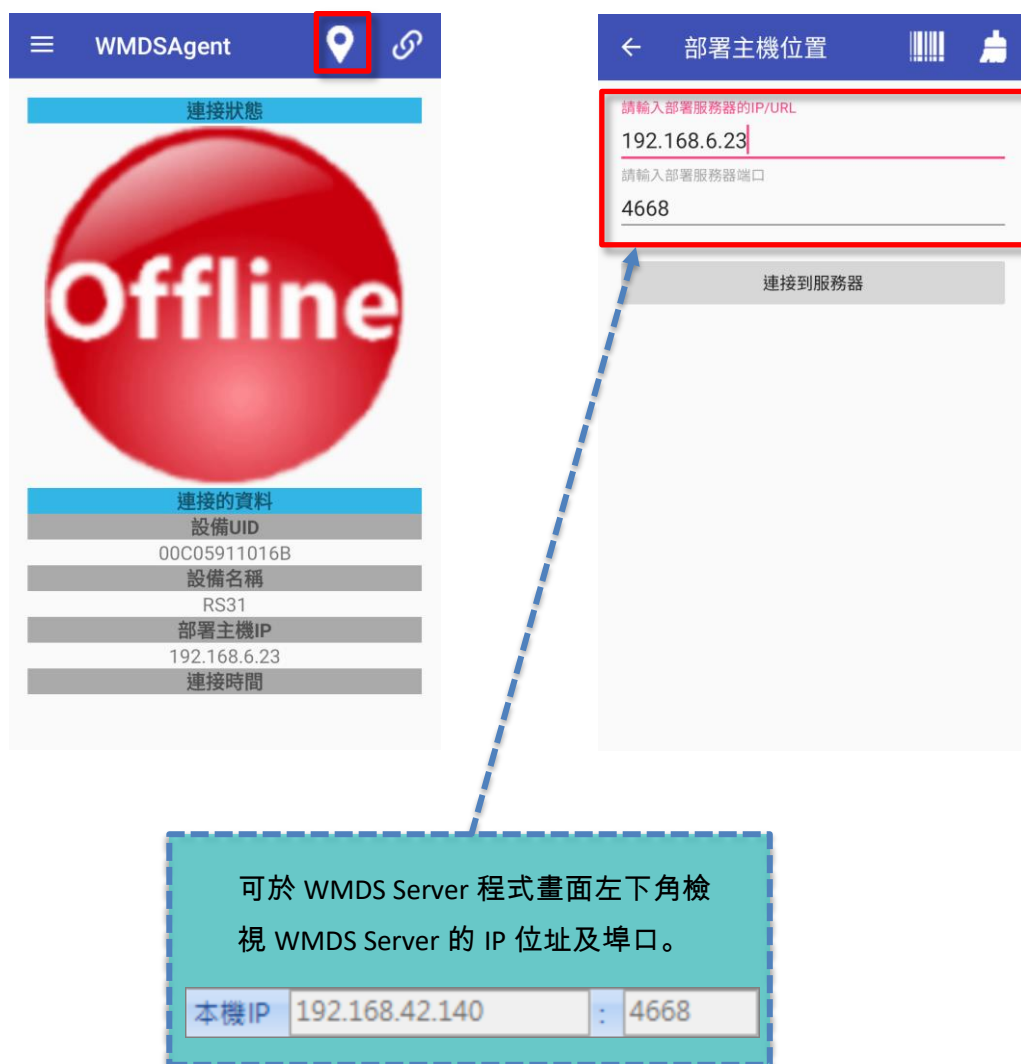 WMDSAgent
連接狀態
Offline
連接的資料
設備UID
00C05911016B
設備名稱
RS31
部署主機IP
192.168.6.23
連接時間
部署主機位置
請輸入部署服務器的IP/URL
192.168.6.23
請輸入部署服務器端口
4668
連接到服務器
可於 WMDS Server 程式畫面左下角檢
視 WMDS Server 的 IP 位址及埠口。
本機IP 192.168.42.140 : 4668